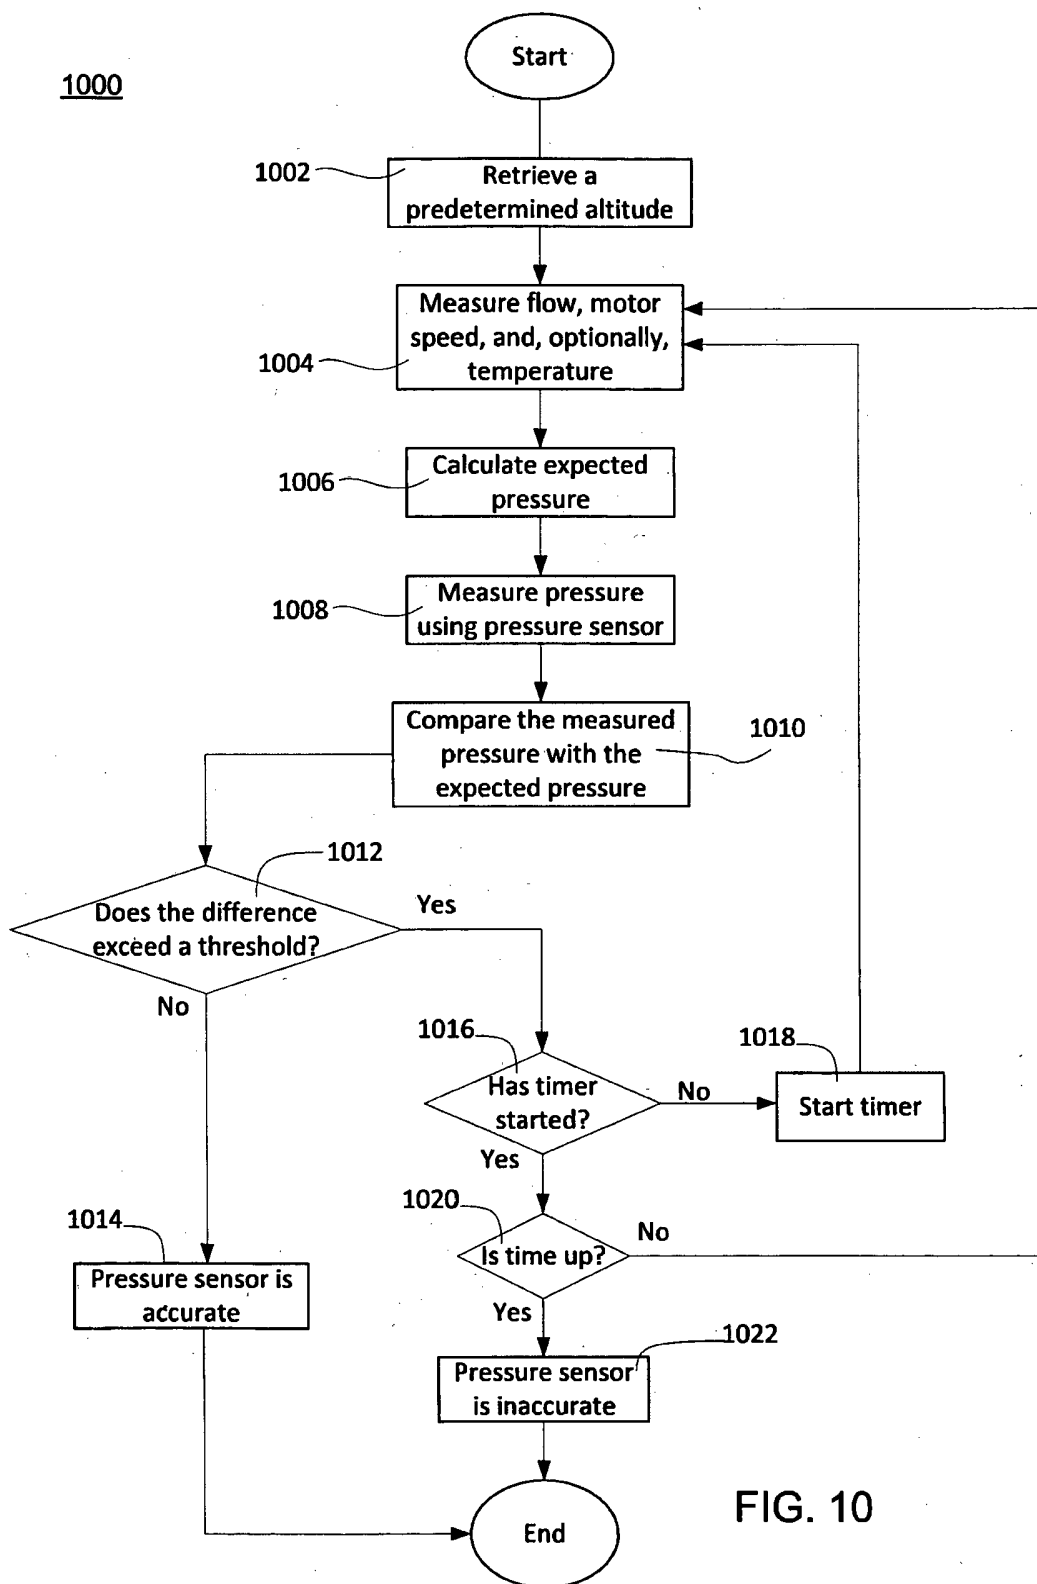 Start
1000
1002
Retrieve a
predetermined altitude
Measure flow, motor
speed, and, optionally,
temperature
1004
Calculate expected
pressure
1006
Measure pressure
using pressure sensor
1008
Compare the measured
pressure with the
expected pressure
1010
1012
Does the difference
exceed a threshold?
Yes
No
1016
Has timer
started?
No
1018
Start timer
Yes
1020
Is time up?
No
1014
Pressure sensor is
accurate
Yes
1022
Pressure sensor
is inaccurate
End
FIG. 10